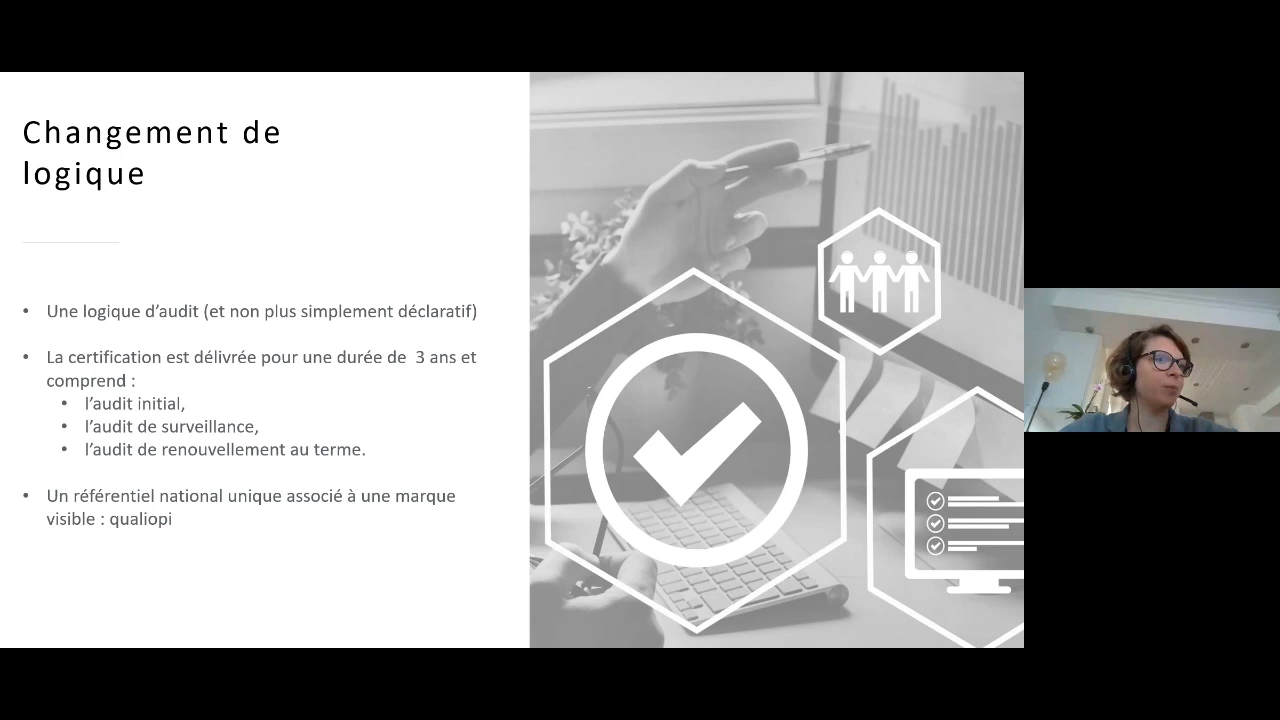 Changement de
logique
• Une logique d’audit (et non plus simplement déclaratif)
• La certification est délivrée pour une durée de  3 ans et
comprend :
• l’audit initial,
• l’audit de surveillance,
• l’audit de renouvellement au terme.
• Un référentiel national unique associé à une marque
visible : qualiopi